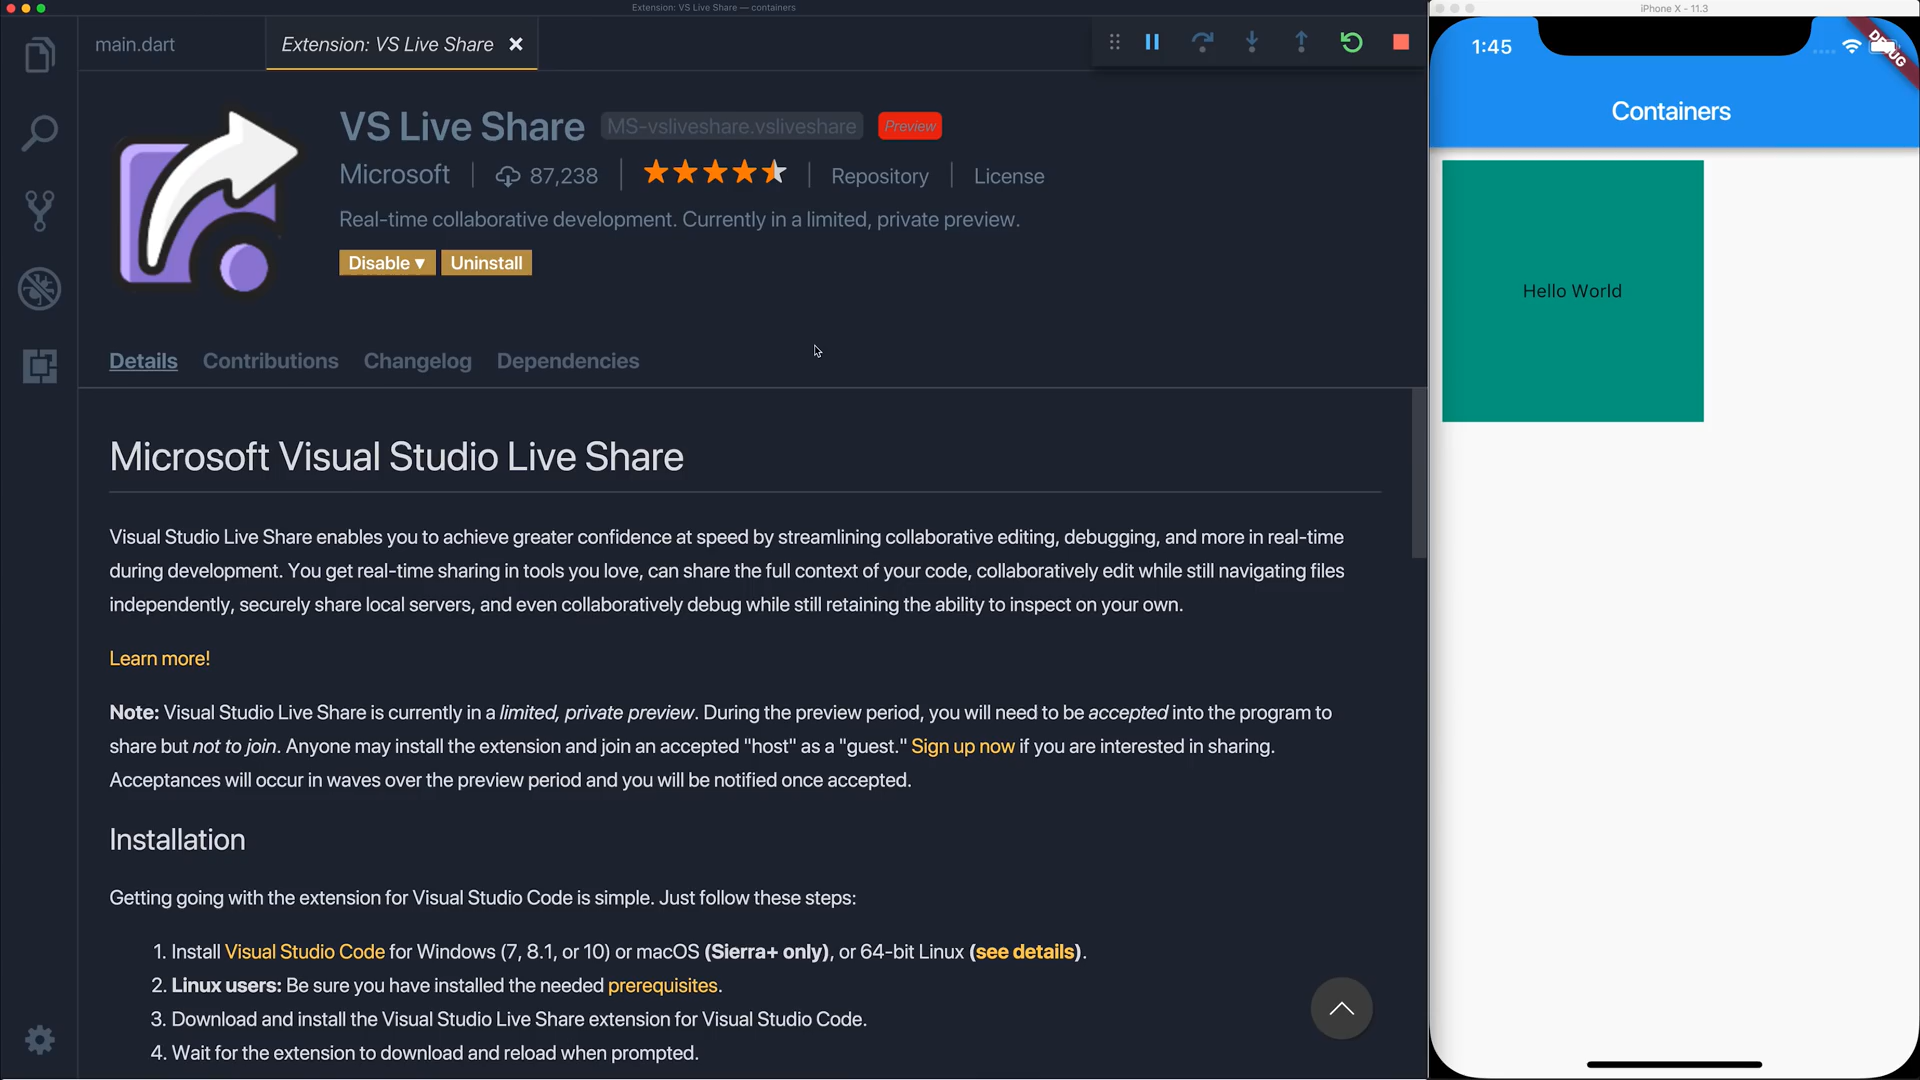 Extension: VS Live Share — containers
iPhone X - 11.3
main.dart
Extension: VS Live Share
1:45
DEBUG
Containers
VS Live Share
MS-vsliveshare.vsliveshare
Preview
Microsoft
87,238
Repository
License
Real-time collaborative development. Currently in a limited, private preview.
Disable ▾
Uninstall
Hello World
Details
Contributions
Changelog
Dependencies
Microsoft Visual Studio Live Share
Visual Studio Live Share enables you to achieve greater confidence at speed by streamlining collaborative editing, debugging, and more in real-time
during development. You get real-time sharing in tools you love, can share the full context of your code, collaboratively edit while still navigating files
independently, securely share local servers, and even collaboratively debug while still retaining the ability to inspect on your own.
Learn more!
Note: Visual Studio Live Share is currently in a limited, private preview. During the preview period, you will need to be accepted into the program to
share but not to join. Anyone may install the extension and join an accepted "host" as a "guest." Sign up now if you are interested in sharing.
Acceptances will occur in waves over the preview period and you will be notified once accepted.
Installation
Getting going with the extension for Visual Studio Code is simple. Just follow these steps:
1. Install Visual Studio Code for Windows (7, 8.1, or 10) or macOS (Sierra+ only), or 64-bit Linux (see details).
2. Linux users: Be sure you have installed the needed prerequisites.
3. Download and install the Visual Studio Live Share extension for Visual Studio Code.
4. Wait for the extension to download and reload when prompted.